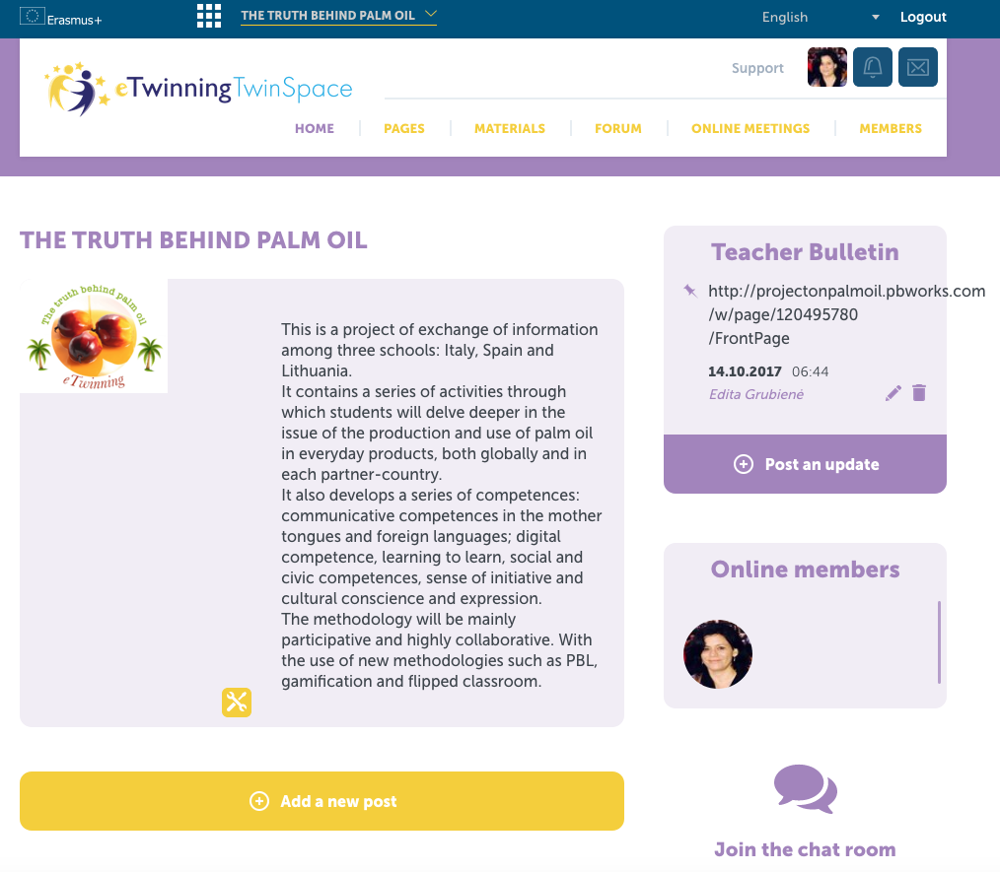 Erasmus+
THE TRUTH BEHIND PALM OIL
English
Logout
eTwinningTwinSpace
Support
HOME
PAGES
MATERIALS
FORUM
ONLINE MEETINGS
MEMBERS
THE TRUTH BEHIND PALM OIL
The truth behind palm oil
eTwinning
This is a project of exchange of information
among three schools: Italy, Spain and
Lithuania.
It contains a series of activities through
which students will delve deeper in the
issue of the production and use of palm oil
in everyday products, both globally and in
each partner-country.
It also develops a series of competences:
communicative competences in the mother
tongues and foreign languages; digital
competence, learning to learn, social and
civic competences, sense of initiative and
cultural conscience and expression.
The methodology will be mainly
participative and highly collaborative. With
the use of new methodologies such as PBL,
gamification and flipped classroom.
Add a new post
Teacher Bulletin
http://projectonpalmoil.pbworks.com
/w/page/120495780
/FrontPage
14.10.2017 06:44
Edita Grubienė
Post an update
Online members
Join the chat room